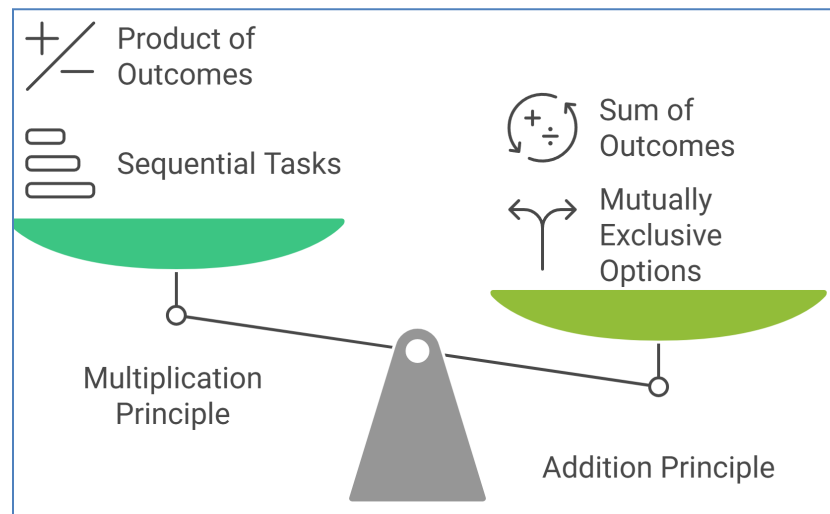 Product of
Outcomes
Sequential Tasks
Multiplication
Principle
Sum of
Outcomes
Mutually
Exclusive
Options
Addition Principle